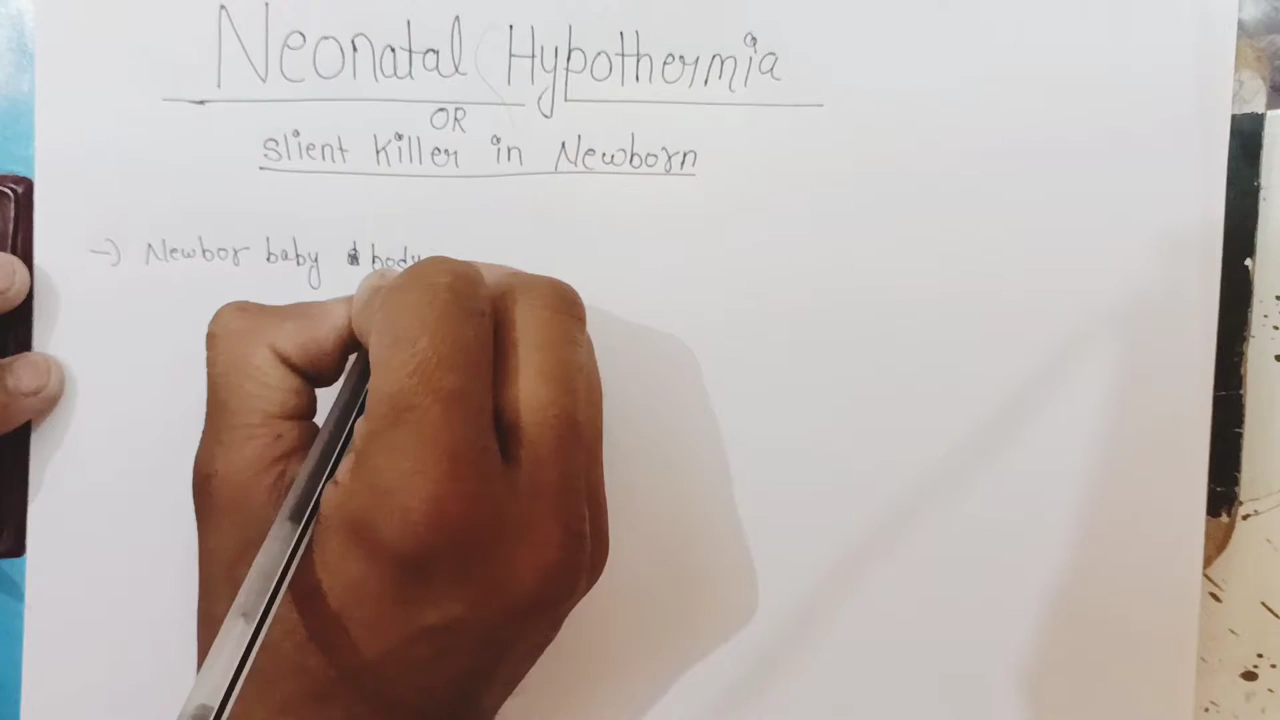 Neonatal Hypothermia
OR
Slient Killer in Newborn
→ Newbor baby body